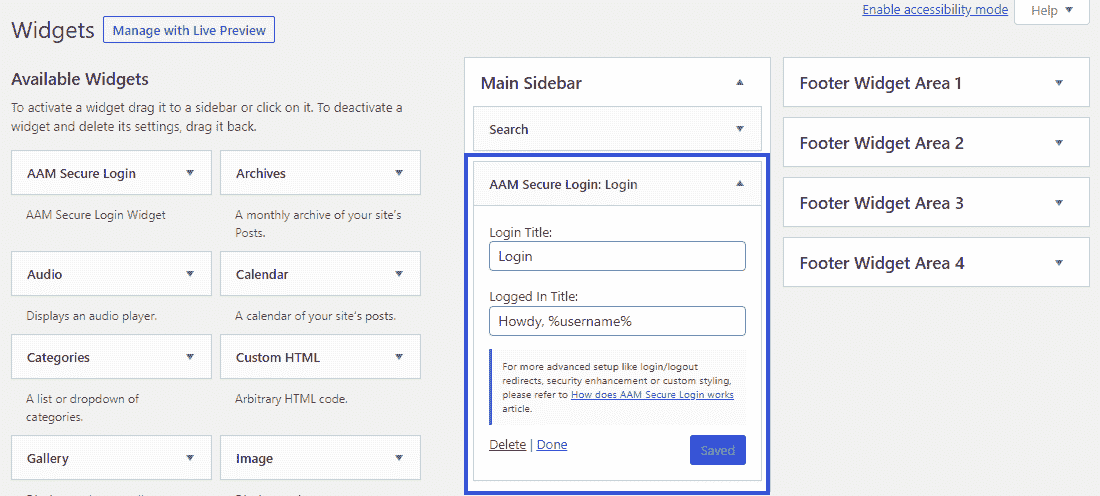 Enable accessibility mode
Help
Widgets
Manage with Live Preview
Available Widgets
To activate a widget drag it to a sidebar or click on it. To deactivate a
widget and delete its settings, drag it back.
AAM Secure Login
Archives
AAM Secure Login Widget
A monthly archive of your site's
Posts.
Audio
Calendar
Displays an audio player.
A calendar of your site's posts.
Categories
Custom HTML
A list or dropdown of
categories.
Arbitrary HTML code.
Gallery
Image
Main Sidebar
Search
AAM Secure Login: Login
Login Title:
Login
Logged In Title:
Howdy, %username%
For more advanced setup like login/logout
redirects, security enhancement or custom styling,
please refer to How does AAM Secure Login works
article.
Delete | Done
Saved
Footer Widget Area 1
Footer Widget Area 2
Footer Widget Area 3
Footer Widget Area 4